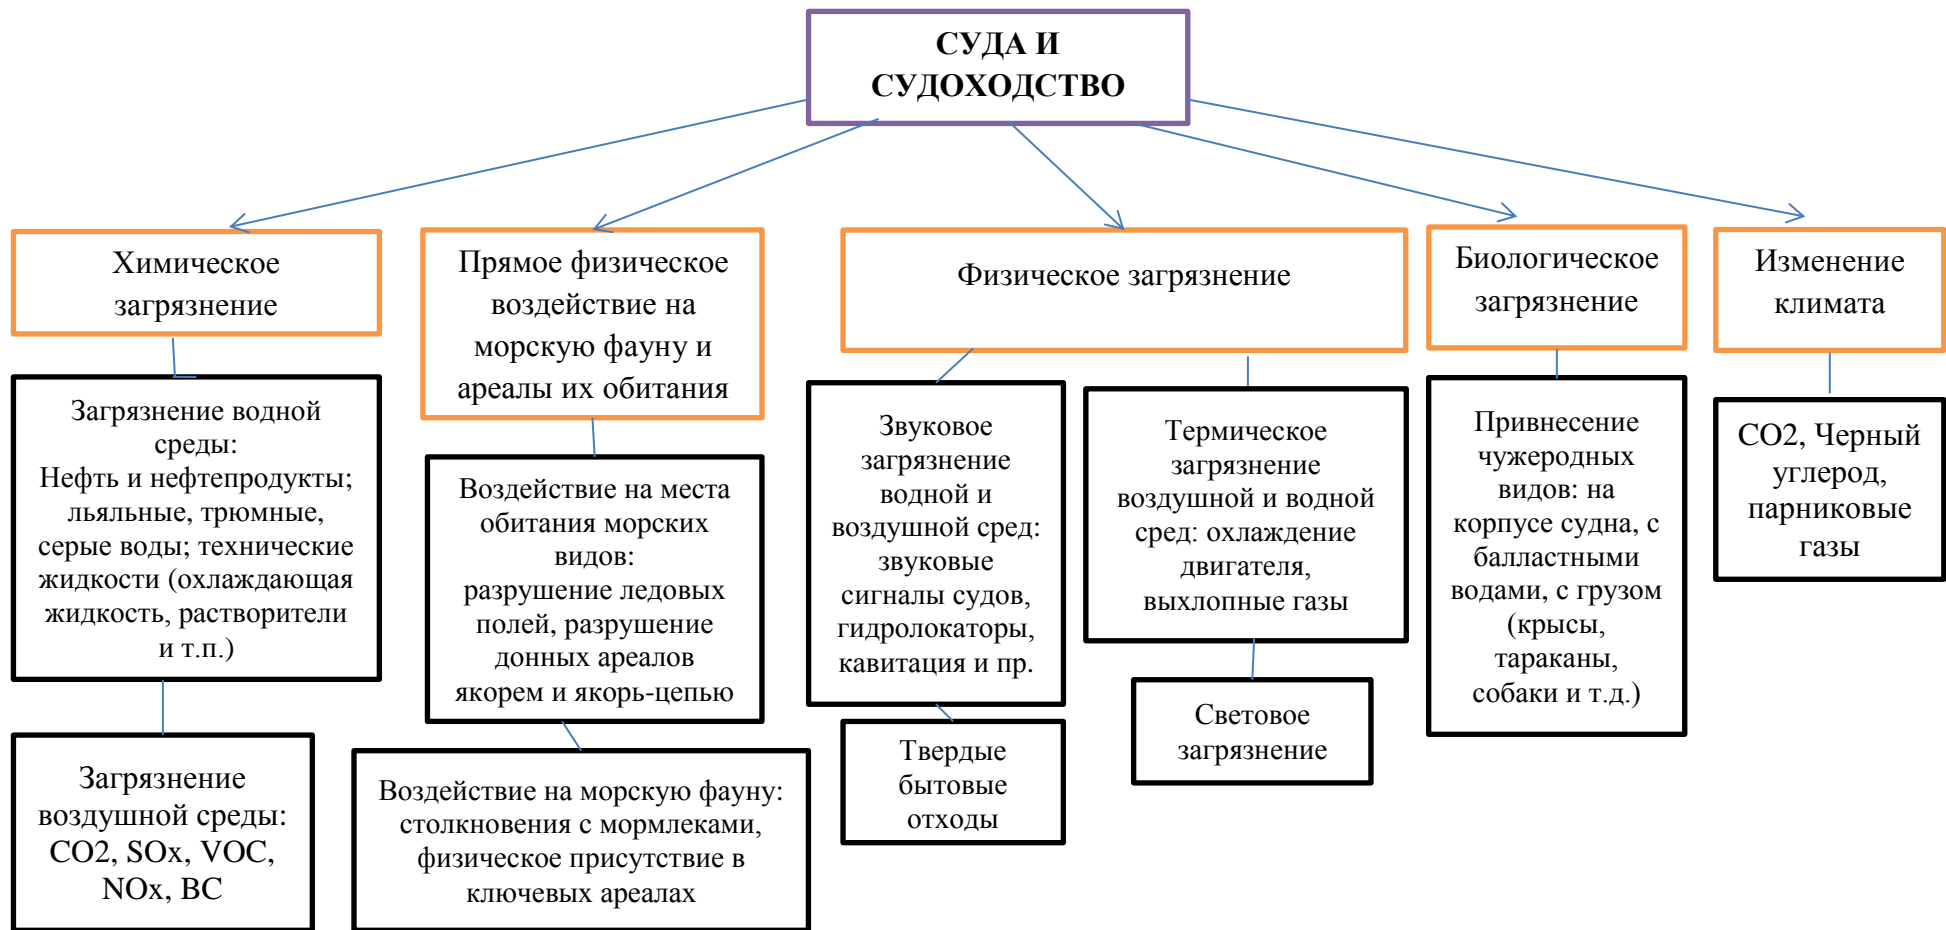 СУДА И
СУДОХОДСТВО
Химическое
загрязнение
Прямое физическое
воздействие на
морскую фауну и
ареалы их обитания
Физическое загрязнение
Биологическое
загрязнение
Изменение
климата
Загрязнение водной
среды:
Нефть и нефтепродукты;
льяльные, трюмные,
серые воды; технические
жидкости (охлаждающая
жидкость, растворители
и т.п.)
Загрязнение
воздушной среды:
CO2, SOx, VOC,
NOx, BC
Воздействие на места
обитания морских
видов:
разрушение ледовых
полей, разрушение
донных ареалов
якорем и якорь-цепью
Воздействие на морскую фауну:
столкновения с мормлеками,
физическое присутствие в
ключевых ареалах
Звуковое
загрязнение
водной и
воздушной сред:
звуковые
сигналы судов,
гидролокаторы,
кавитация и пр.
Твердые
бытовые
отходы
Термическое
загрязнение
воздушной и водной
сред: охлаждение
двигателя,
выхлопные газы
Световое
загрязнение
Привнесение
чужеродных
видов: на
корпусе судна, с
балластными
водами, с грузом
(крысы,
тараканы,
собаки и т.д.)
CO2, Черный
углерод,
парниковые
газы